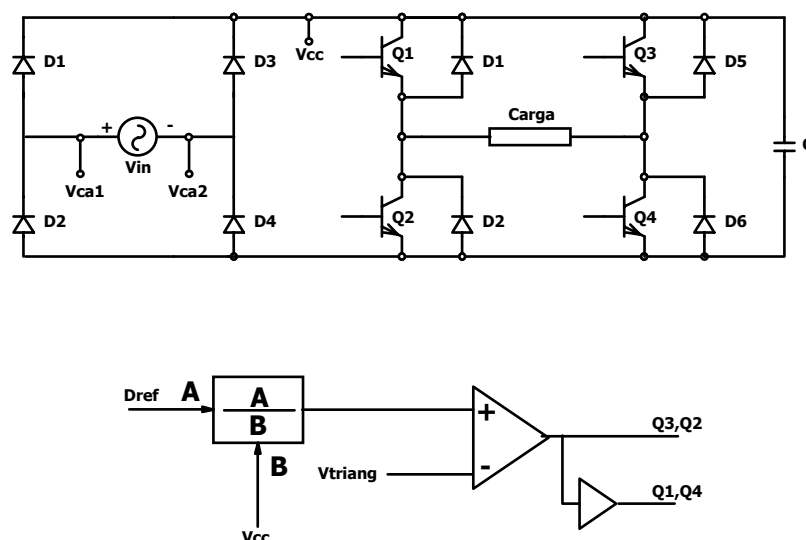 D1
D3
Vcc
Q1
D1
Q3
D5
Carga
+
-
Vin
Vca1
Vca2
D2
D4
Q2
D2
Q4
D6
Dref
A
A
B
B
Vcc
+
-
Vtriang
Q3,Q2
Q1,Q4